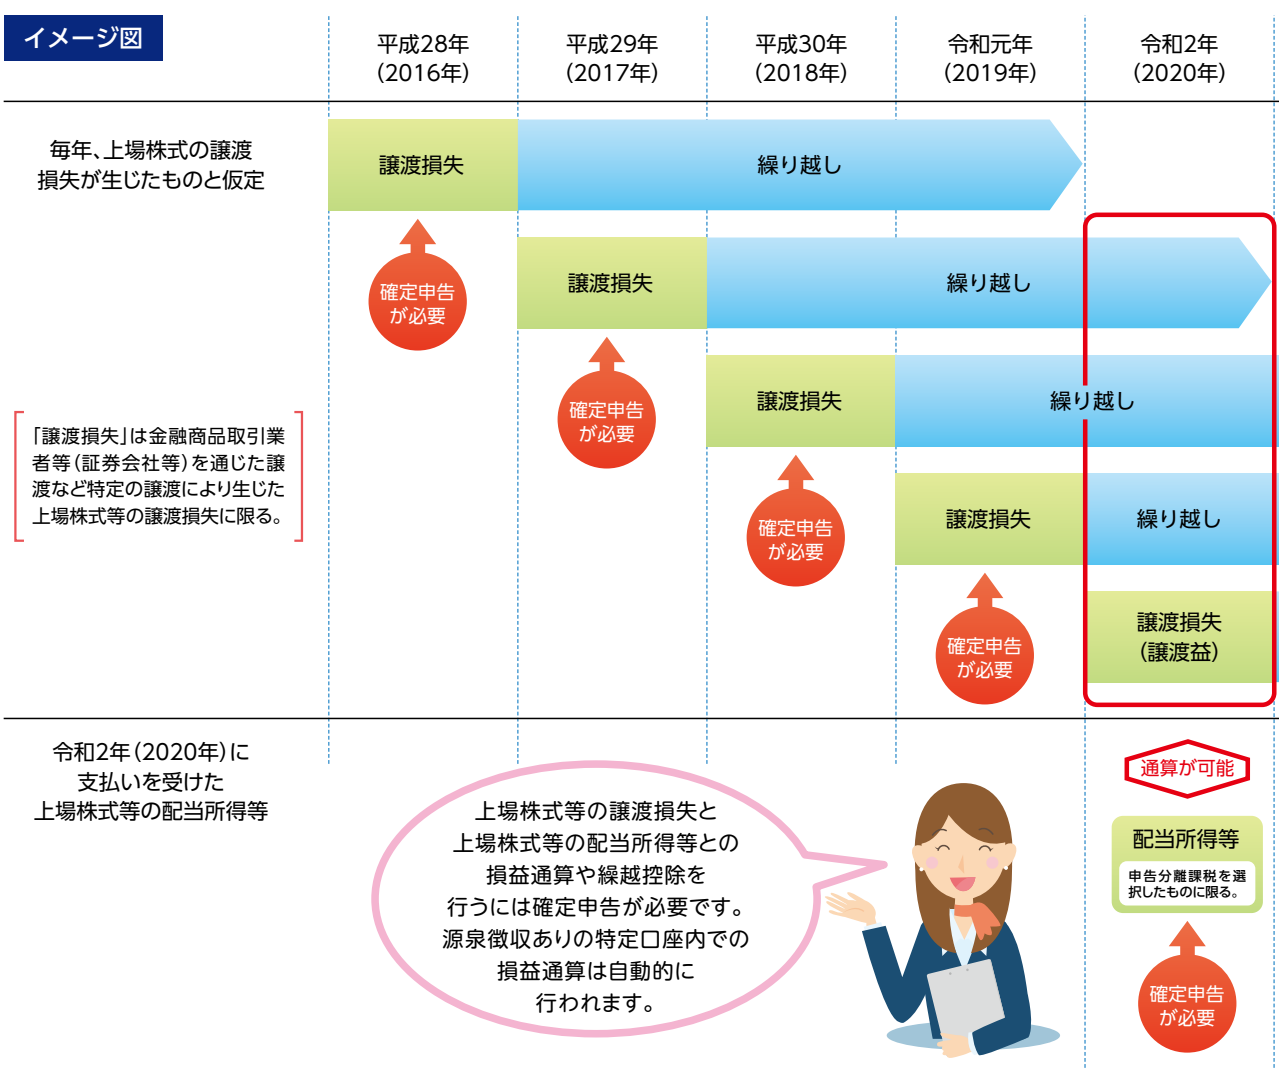 イメージ図
平成28年
(2016年)
平成29年
(2017年)
平成30年
(2018年)
令和元年
(2019年)
令和2年
(2020年)
毎年、上場株式の譲渡
損失が生じたものと仮定
譲渡損失
繰り越し
確定申告
が必要
譲渡損失
繰り越し
確定申告
が必要
譲渡損失
繰り越し
確定申告
が必要
「譲渡損失」は金融商品取引業
者等(証券会社等)を通じた譲
渡など特定の譲渡により生じた
上場株式等の譲渡損失に限る。
譲渡損失
繰り越し
確定申告
が必要
譲渡損失
(譲渡益)
令和2年(2020年)に
支払いを受けた
上場株式等の配当所得等
上場株式等の譲渡損失と
上場株式等の配当所得等との
損益通算や繰越控除を
行うには確定申告が必要です。
源泉徴収ありの特定口座内での
損益通算は自動的に
行われます。
通算が可能
配当所得等
申告分離課税を選
択したものに限る。
確定申告
が必要